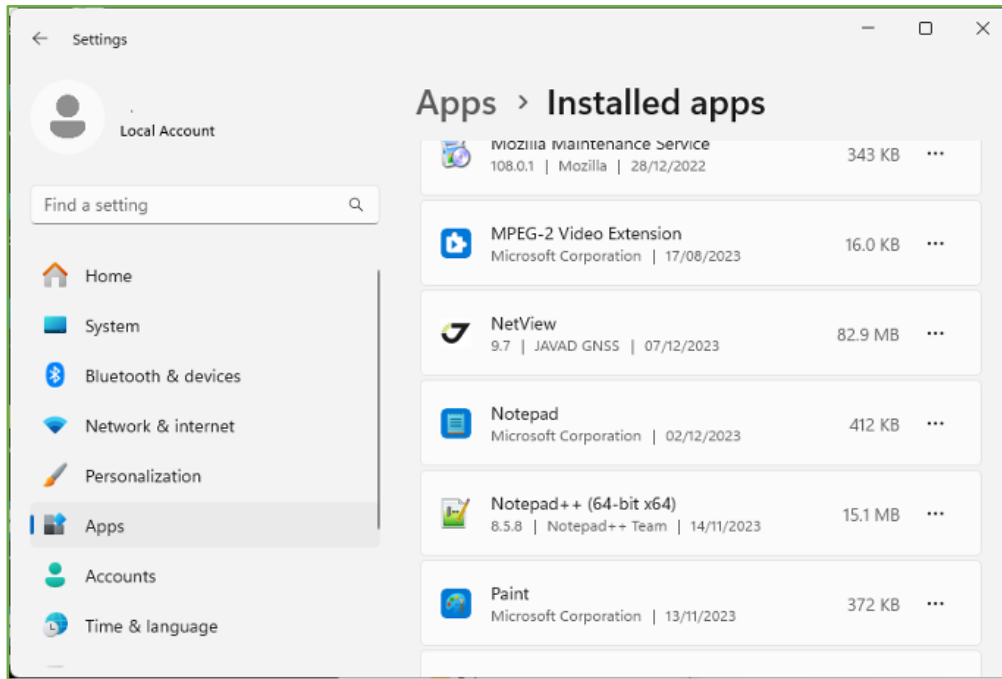 Settings
Local Account
Find a setting
Home
System
Bluetooth & devices
Network & internet
Personalization
Apps
Accounts
Time & language
Apps > Installed apps
Mozilla Maintenance Service
108.0.1 | Mozilla | 28/12/2022
343 KB
MPEG-2 Video Extension
Microsoft Corporation | 17/08/2023
16.0 KB
NetView
9.7 | JAVAD GNSS | 07/12/2023
82.9 MB
Notepad
Microsoft Corporation | 02/12/2023
412 KB
Notepad++ (64-bit x64)
8.5.8 | Notepad++ Team | 14/11/2023
15.1 MB
Paint
Microsoft Corporation | 13/11/2023
372 KB